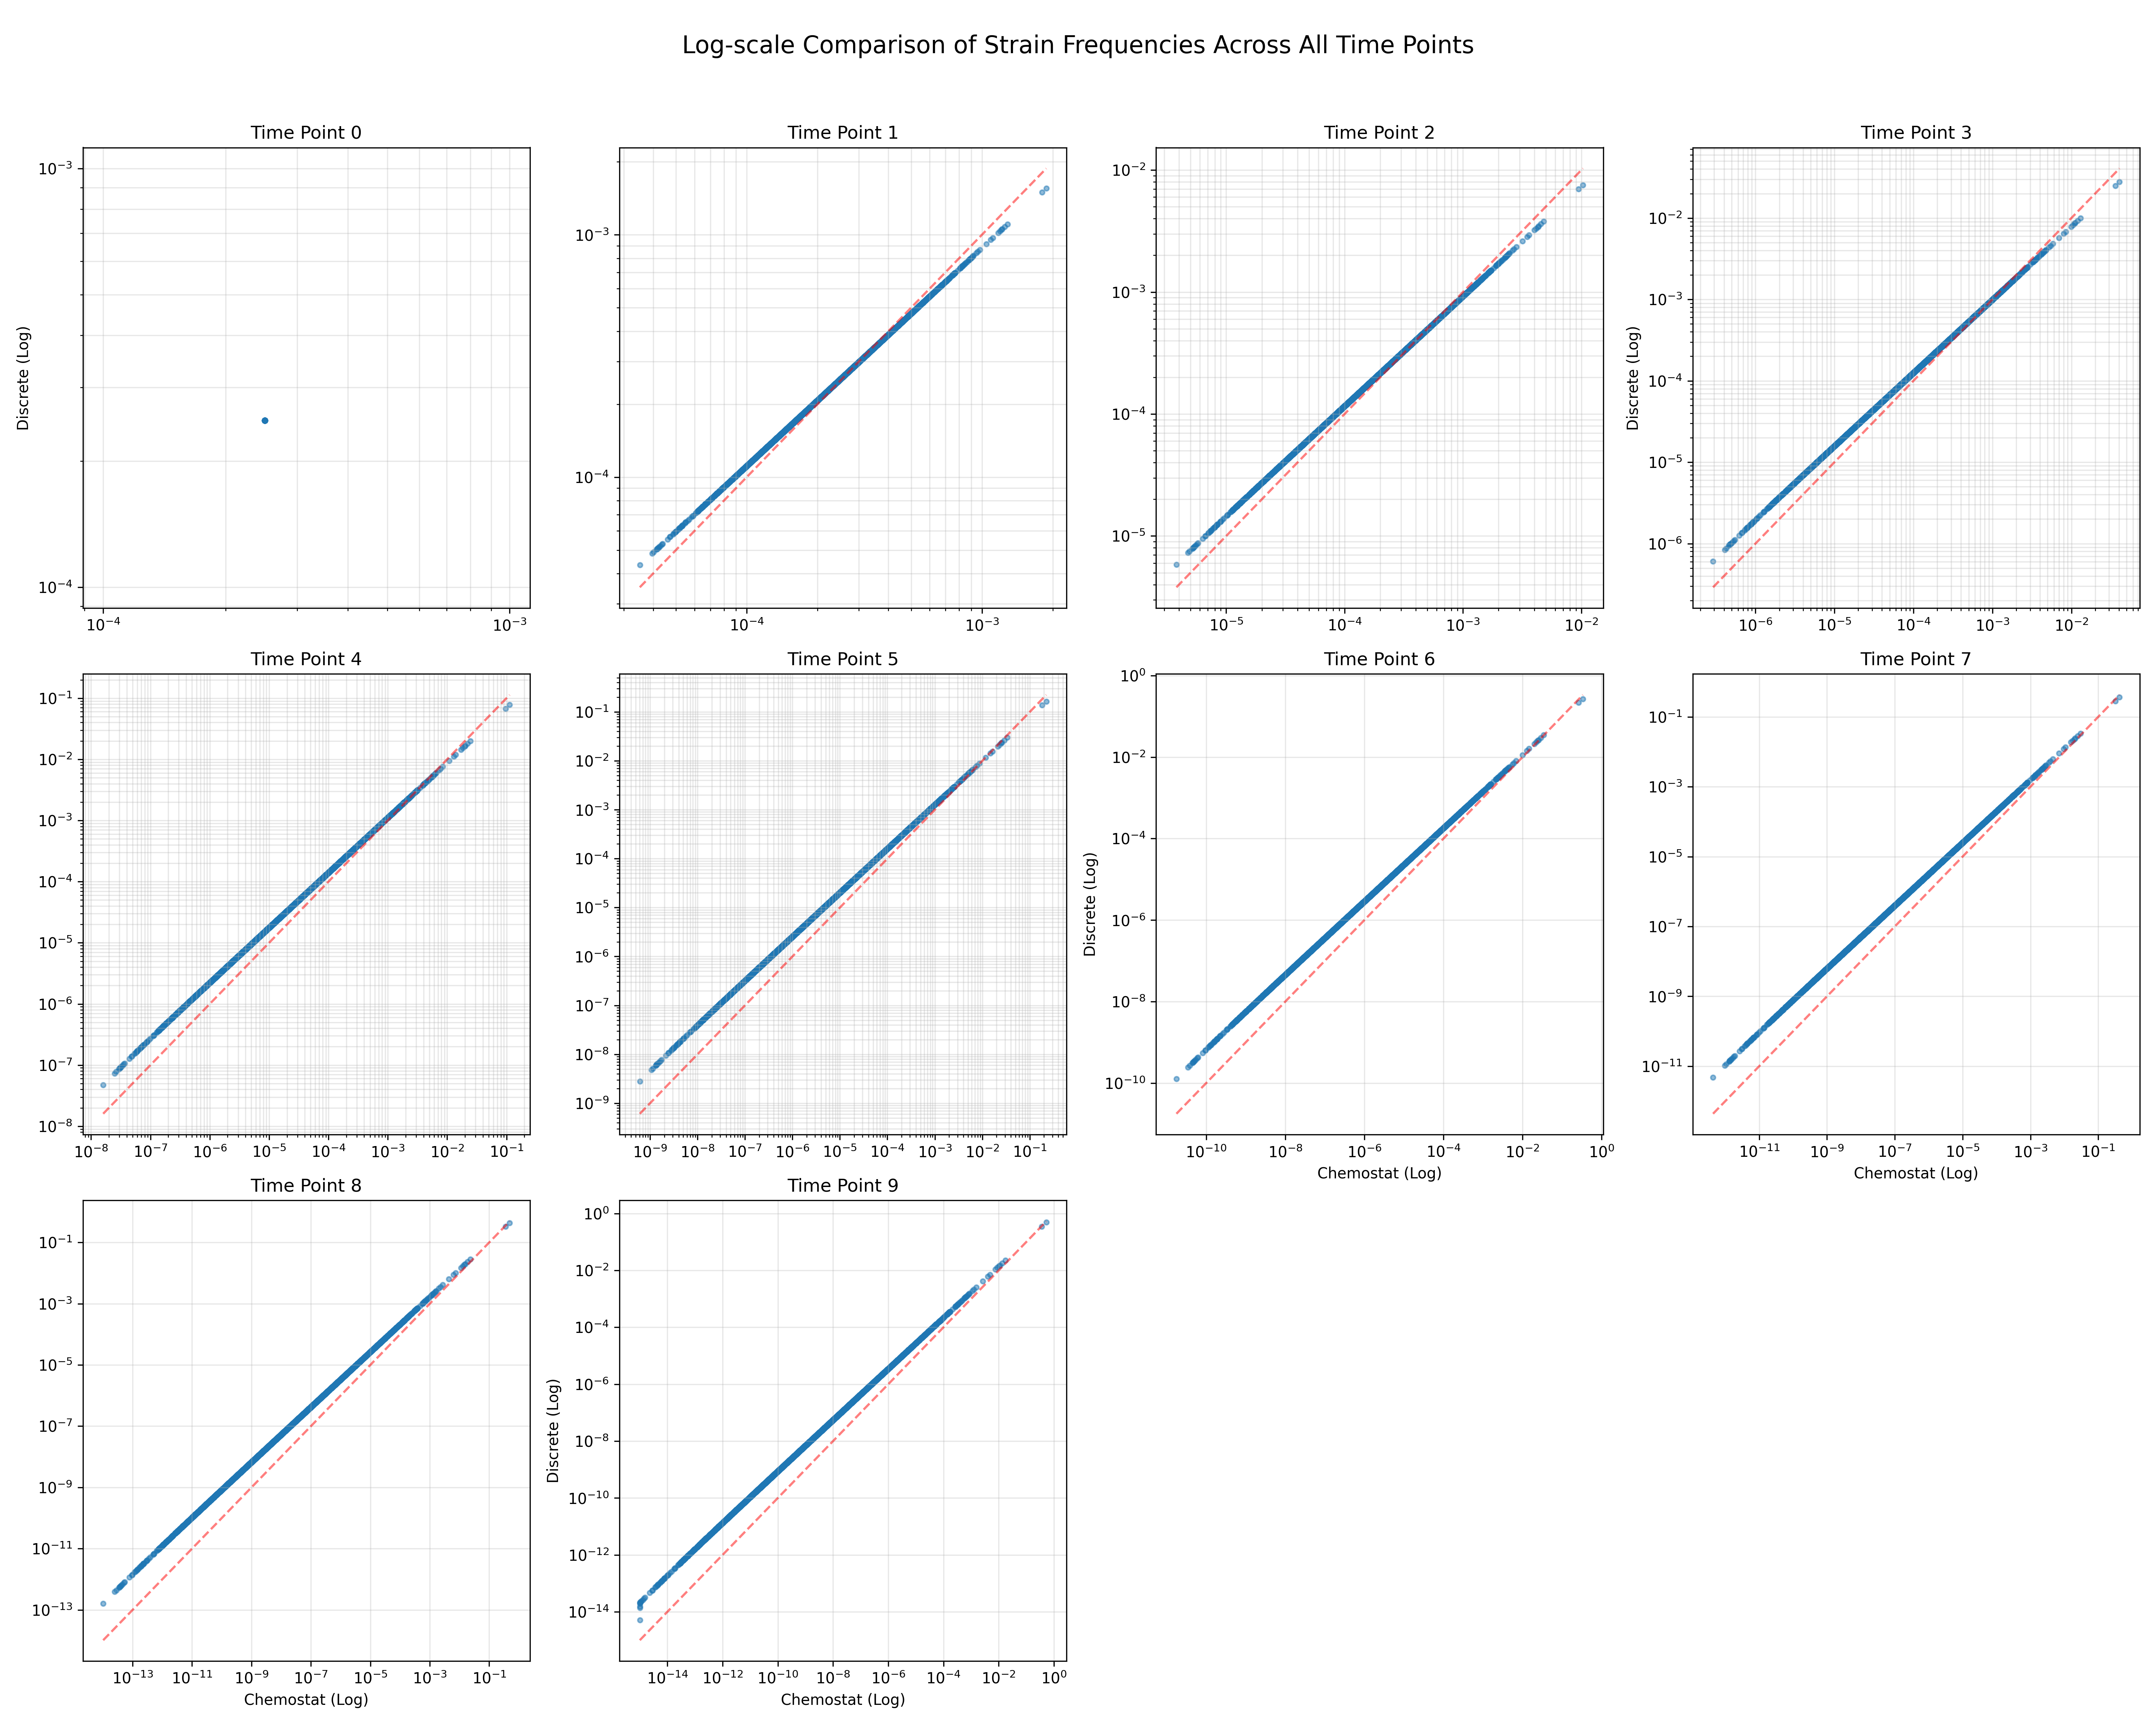 Log-scale Comparison of Strain Frequencies Across All Time Points
Time Point 0
10⁻³
10⁻⁴
Discrete (Log)
10⁻⁴ 10⁻³
Time Point 1
10⁻³
10⁻⁴
10⁻⁴ 10⁻³
Time Point 2
10⁻²
10⁻³
10⁻⁴
10⁻⁵
10⁻⁵ 10⁻⁴ 10⁻³ 10⁻²
Time Point 3
10⁻²
10⁻³
10⁻⁴
10⁻⁵
10⁻⁶
Discrete (Log)
10⁻⁶ 10⁻⁵ 10⁻⁴ 10⁻³ 10⁻²
Time Point 4
10⁻¹
10⁻²
10⁻³
10⁻⁴
10⁻⁵
10⁻⁶
10⁻⁷
10⁻⁸
10⁻⁸ 10⁻⁷ 10⁻⁶ 10⁻⁵ 10⁻⁴ 10⁻³ 10⁻² 10⁻¹
Time Point 5
10⁻¹
10⁻²
10⁻³
10⁻⁴
10⁻⁵
10⁻⁶
10⁻⁷
10⁻⁸
10⁻⁹
10⁻⁹ 10⁻⁸ 10⁻⁷ 10⁻⁶ 10⁻⁵ 10⁻⁴ 10⁻³ 10⁻² 10⁻¹
Time Point 6
10⁰
10⁻²
10⁻⁴
10⁻⁶
10⁻⁸
10⁻¹⁰
Discrete (Log)
10⁻¹⁰ 10⁻⁸ 10⁻⁶ 10⁻⁴ 10⁻² 10⁰
Chemostat (Log)
Time Point 7
10⁻¹
10⁻³
10⁻⁵
10⁻⁷
10⁻⁹
10⁻¹¹
10⁻¹¹ 10⁻⁹ 10⁻⁷ 10⁻⁵ 10⁻³ 10⁻¹
Chemostat (Log)
Time Point 8
10⁻¹
10⁻³
10⁻⁵
10⁻⁷
10⁻⁹
10⁻¹¹
10⁻¹³
10⁻¹³ 10⁻¹¹ 10⁻⁹ 10⁻⁷ 10⁻⁵ 10⁻³ 10⁻¹
Chemostat (Log)
Time Point 9
10⁰
10⁻²
10⁻⁴
10⁻⁶
10⁻⁸
10⁻¹⁰
10⁻¹²
10⁻¹⁴
Discrete (Log)
10⁻¹⁴ 10⁻¹² 10⁻¹⁰ 10⁻⁸ 10⁻⁶ 10⁻⁴ 10⁻² 10⁰
Chemostat (Log)